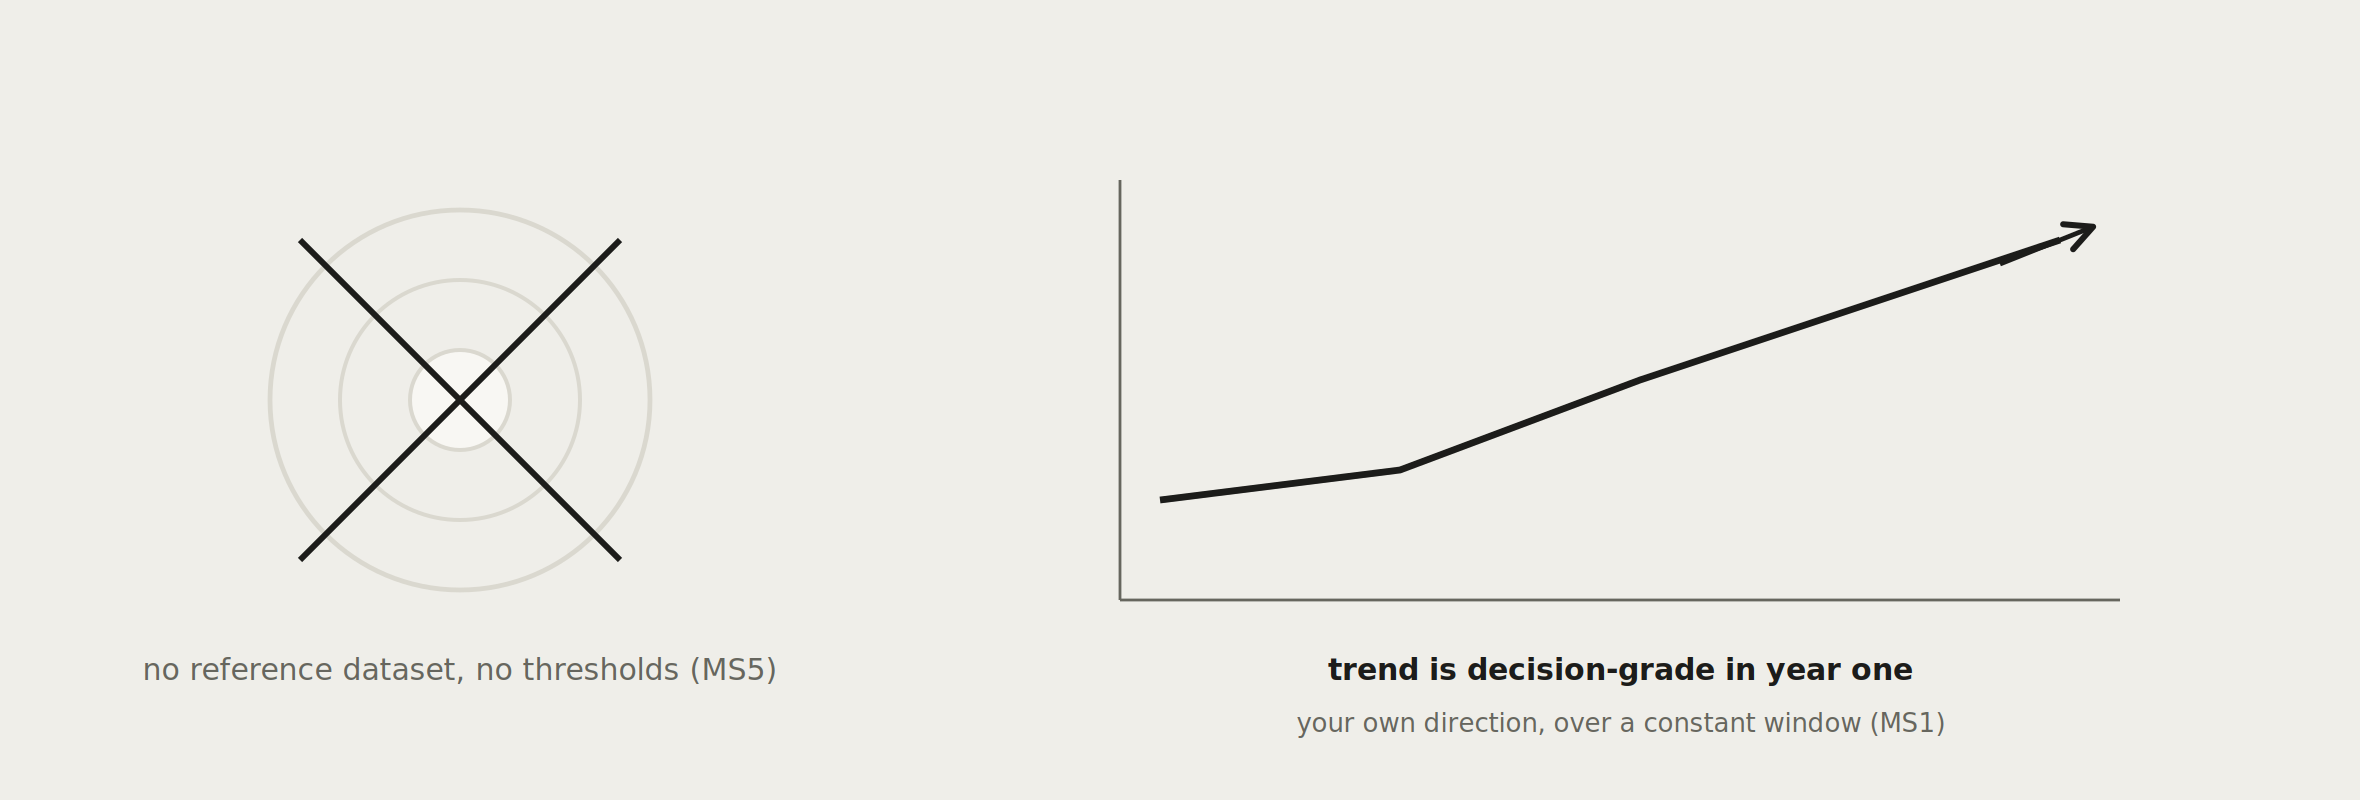 no reference dataset, no thresholds (MS5)
trend is decision-grade in year one
your own direction, over a constant window (MS1)